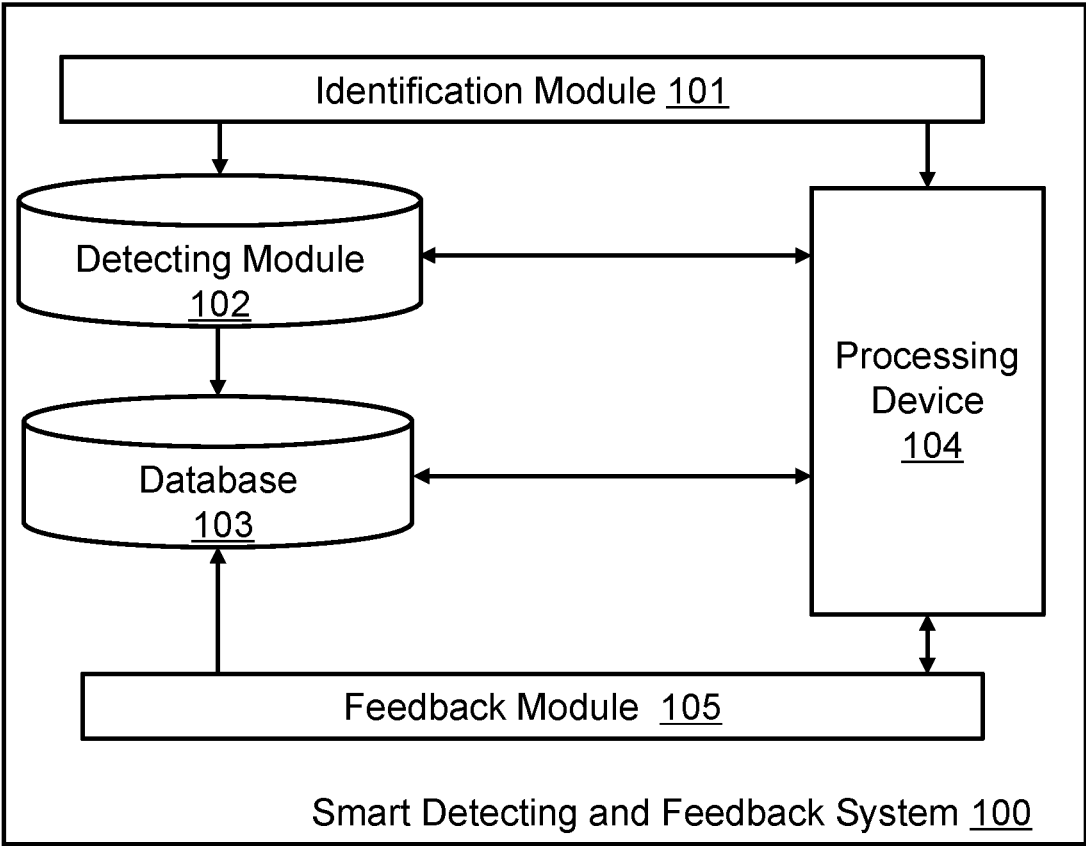 Identification Module 101
Detecting Module
102
Processing
Device
104
Database
103
Feedback Module 105
Smart Detecting and Feedback System 100